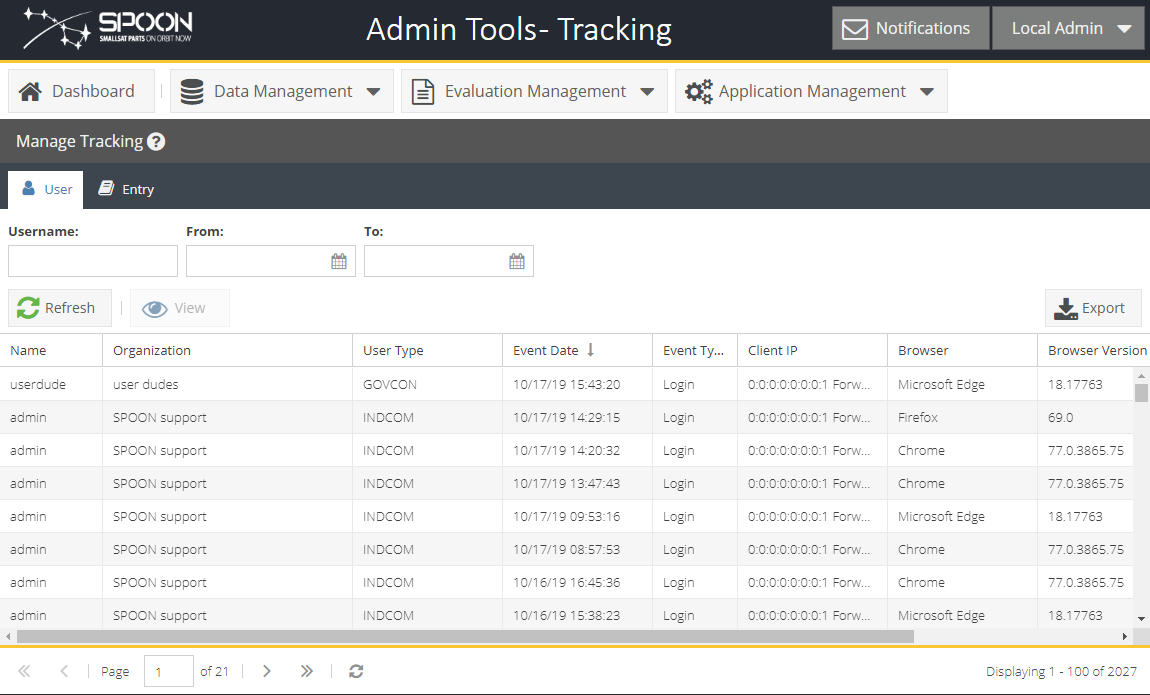 SPOON
SMALLSAT PARTS ON ORBIT NOW
Admin Tools- Tracking
Notifications
Local Admin
Dashboard
Data Management
Evaluation Management
Application Management
Manage Tracking ?
User
Entry
Username: From: To:
Refresh
View
Export
Name Organization User Type Event Date Event Ty... Client IP Browser Browser Version
userdude user dudes GOVCON 10/17/19 15:43:20 Login 0:0:0:0:0:0:0:1 Forw... Microsoft Edge 18.17763
admin SPOON support INDCOM 10/17/19 14:29:15 Login 0:0:0:0:0:0:0:1 Forw... Firefox 69.0
admin SPOON support INDCOM 10/17/19 14:20:32 Login 0:0:0:0:0:0:0:1 Forw... Chrome 77.0.3865.75
admin SPOON support INDCOM 10/17/19 13:47:43 Login 0:0:0:0:0:0:0:1 Forw... Chrome 77.0.3865.75
admin SPOON support INDCOM 10/17/19 09:53:16 Login 0:0:0:0:0:0:0:1 Forw... Microsoft Edge 18.17763
admin SPOON support INDCOM 10/17/19 08:57:53 Login 0:0:0:0:0:0:0:1 Forw... Chrome 77.0.3865.75
admin SPOON support INDCOM 10/16/19 16:45:36 Login 0:0:0:0:0:0:0:1 Forw... Chrome 77.0.3865.75
admin SPOON support INDCOM 10/16/19 15:38:23 Login 0:0:0:0:0:0:0:1 Forw... Microsoft Edge 18.17763
Page 1 of 21
Displaying 1 - 100 of 2027